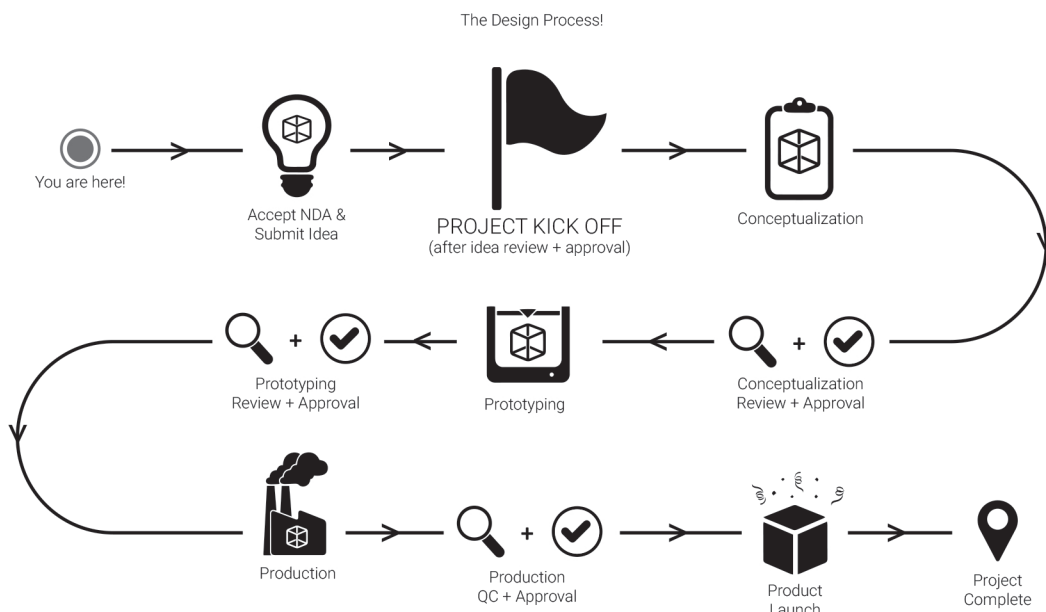 The Design Process!
You are here!
Accept NDA &
Submit Idea
PROJECT KICK OFF
(after idea review + approval)
Conceptualization
Conceptualization
Review + Approval
Prototyping
Prototyping
Review + Approval
Production
Production
QC + Approval
Product
Launch
Project
Complete